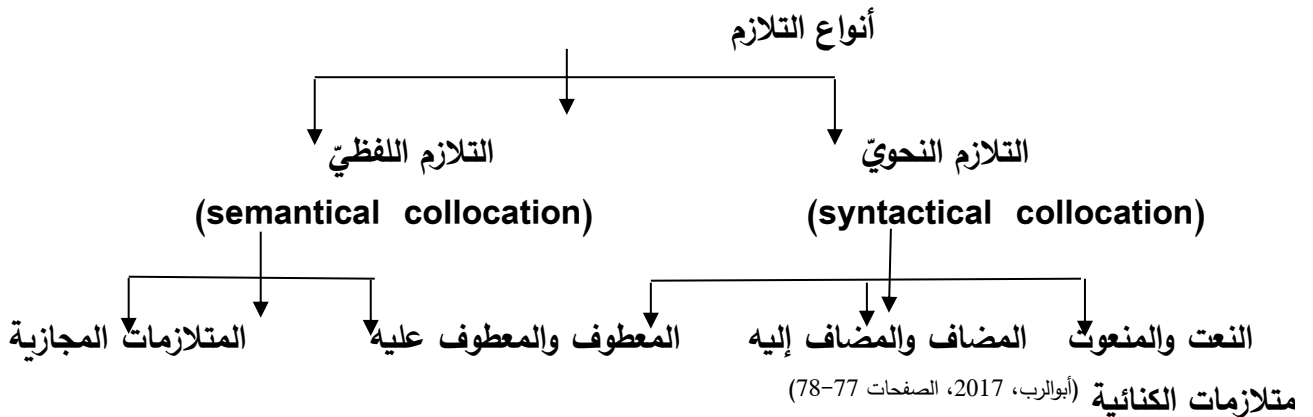 أنواع التلازم
التلازم النحويّ التلازم اللفظيّ
(syntactical collocation) (semantical collocation)
النعت والمنعوت المضاف والمضاف إليه المعطوف والمعطوف عليه المتلازمات المجازية
متلازمات الكنائية (أبوالرب، 2017، الصفحات 77-78)